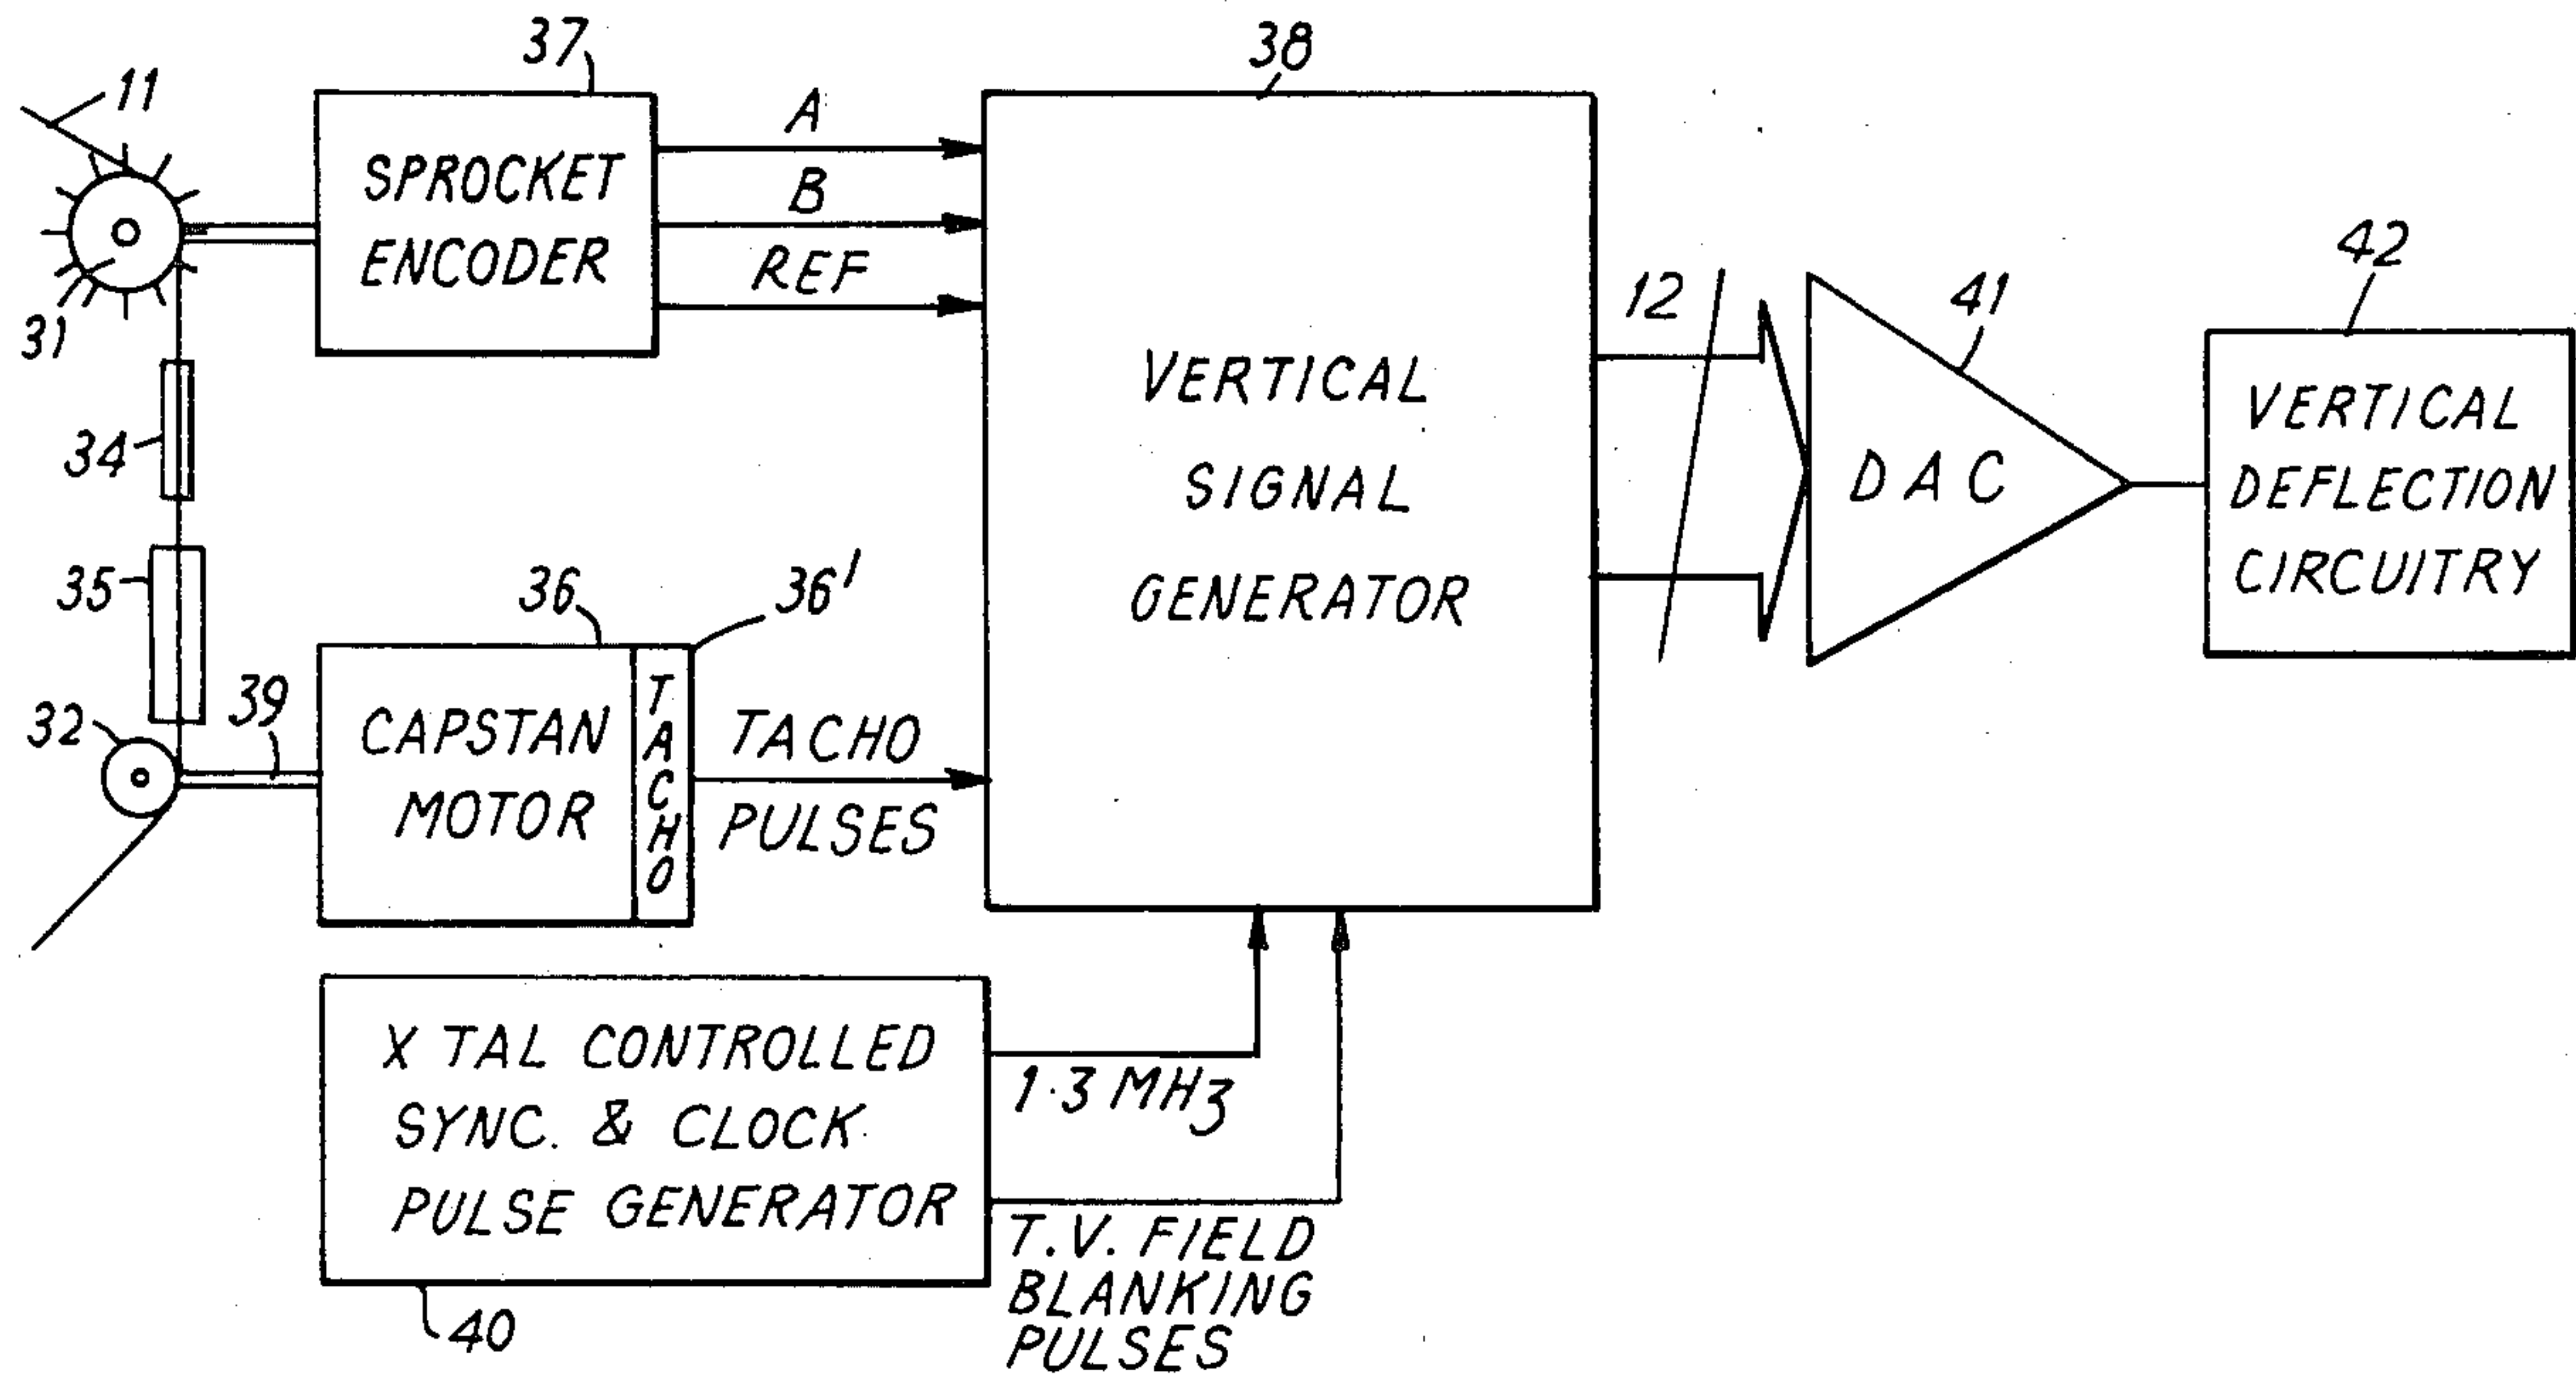 37
38
11
A
SPROCKET
ENCODER
B
REF
31
12
41
42
VERTICAL
SIGNAL
GENERATOR
DAC
VERTICAL
DEFLECTION
CIRCUITRY
34
35
36
36'
32
39
CAPSTAN
MOTOR
TACHO
TACHO
PULSES
X TAL CONTROLLED
SYNC. & CLOCK
PULSE GENERATOR
1·3 MHz
T.V. FIELD
BLANKING
PULSES
40